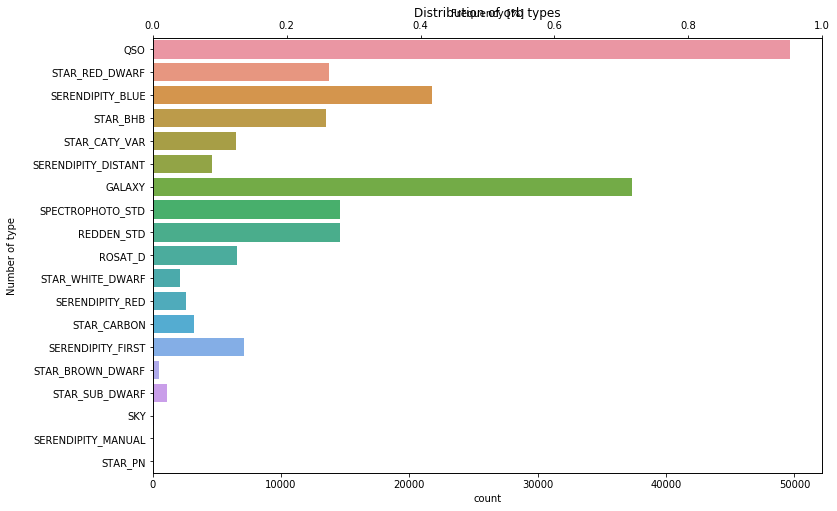 Distribution of orb types
Frequency [%]
0.0 0.2 0.4 0.6 0.8 1.0
QSO
STAR_RED_DWARF
SERENDIPITY_BLUE
STAR_BHB
STAR_CATY_VAR
SERENDIPITY_DISTANT
GALAXY
SPECTROPHOTO_STD
REDDEN_STD
ROSAT_D
STAR_WHITE_DWARF
SERENDIPITY_RED
STAR_CARBON
SERENDIPITY_FIRST
STAR_BROWN_DWARF
STAR_SUB_DWARF
SKY
SERENDIPITY_MANUAL
STAR_PN
Number of type
0 10000 20000 30000 40000 50000
count